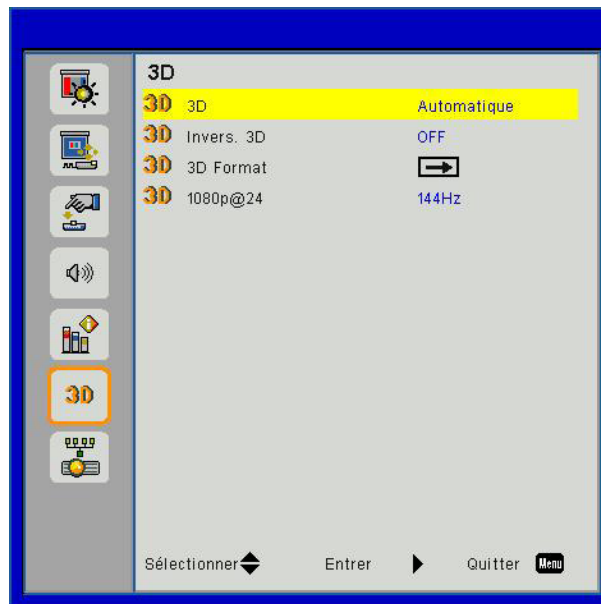 3D
3D 3D Automatique
3D Invers. 3D OFF
3D 3D Format
3D 1080p@24 144Hz
3D
Sélectionner Entrer Quitter Menu